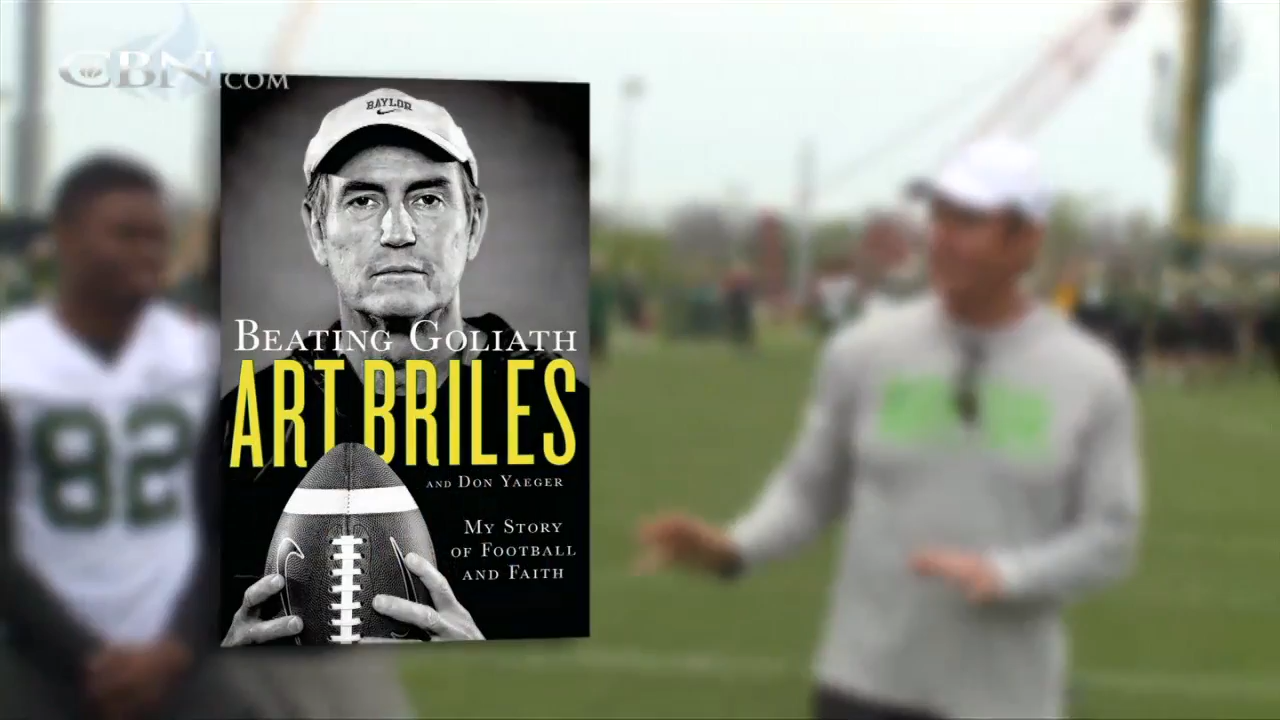 CBN.COM
BAYLOR
BEATING GOLIATH
ART BRILES
AND DON YAEGER
MY STORY
OF FOOTBALL
AND FAITH
82